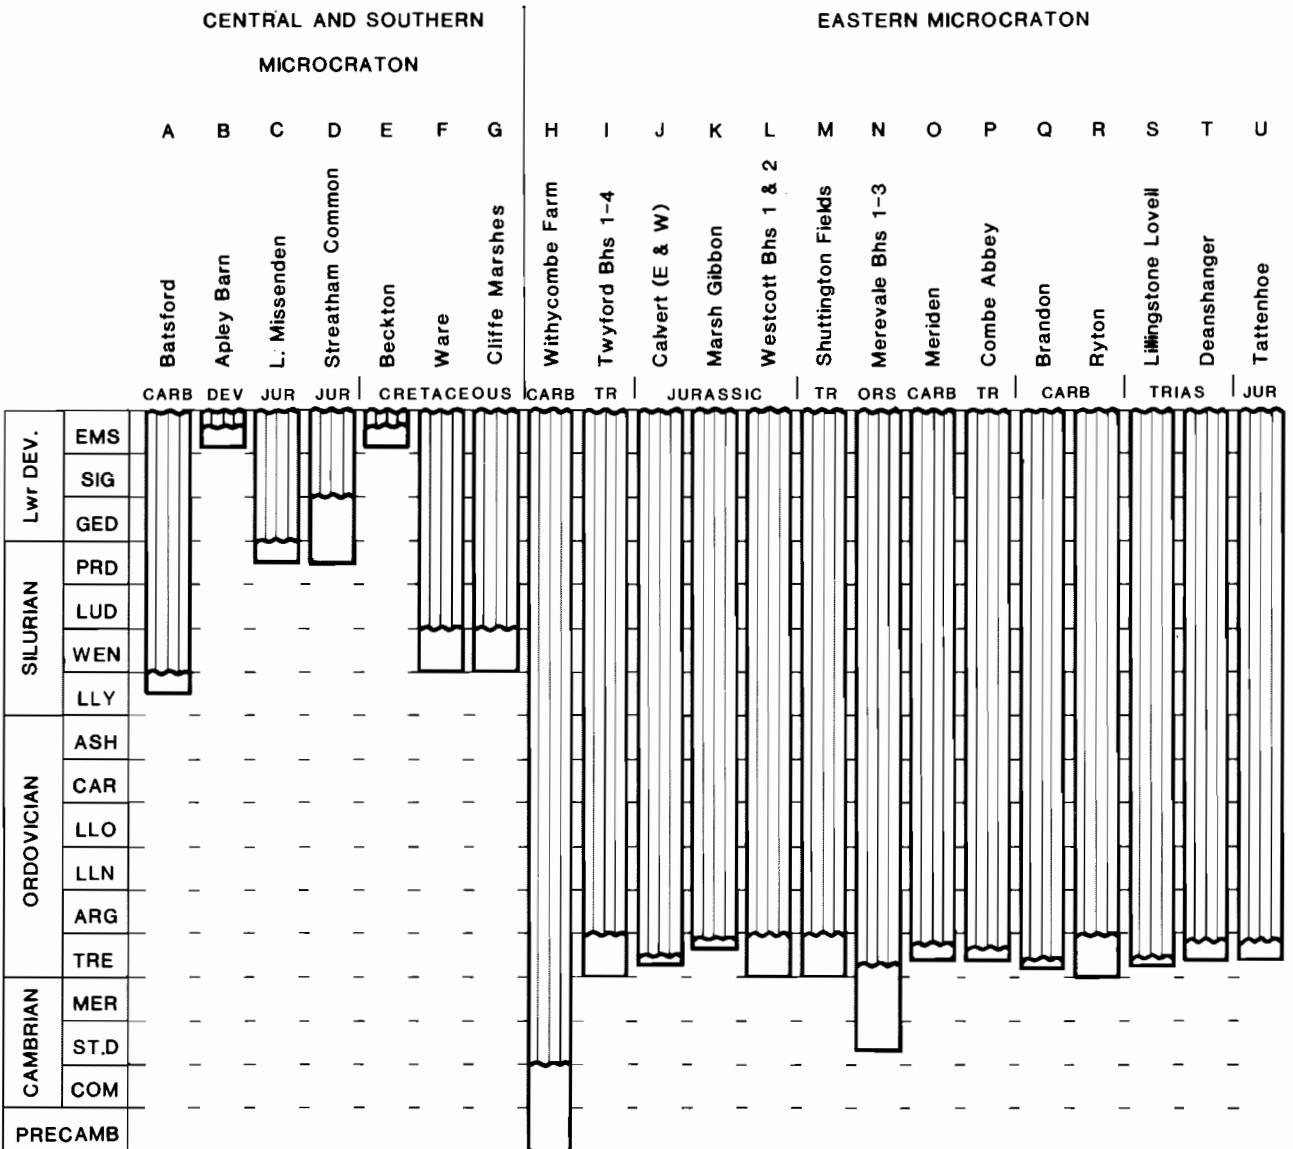 CENTRAL AND SOUTHERN
MICROCRATON
EASTERN MICROCRATON
A B C D E F G H I J K L M N O P Q R S T U
Batsford
Apley Barn
L. Missenden
Streatham Common
Beckton
Ware
Cliffe Marshes
Withycombe Farm
Twyford Bhs 1-4
Calvert (E & W)
Marsh Gibbon
Westcott Bhs 1 & 2
Shuttington Fields
Merevale Bhs 1-3
Meriden
Combe Abbey
Brandon
Ryton
Lillingstone Lovell
Deanshanger
Tattenhoe
CARB DEV JUR JUR CRETACEOUS CARB TR JURASSIC TR ORS CARB TR CARB TRIAS JUR
Lwr DEV.
EMS
SIG
GED
SILURIAN
PRD
LUD
WEN
LLY
ORDOVICIAN
ASH
CAR
LLO
LLN
ARG
TRE
CAMBRIAN
MER
ST.D
COM
PRECAMB